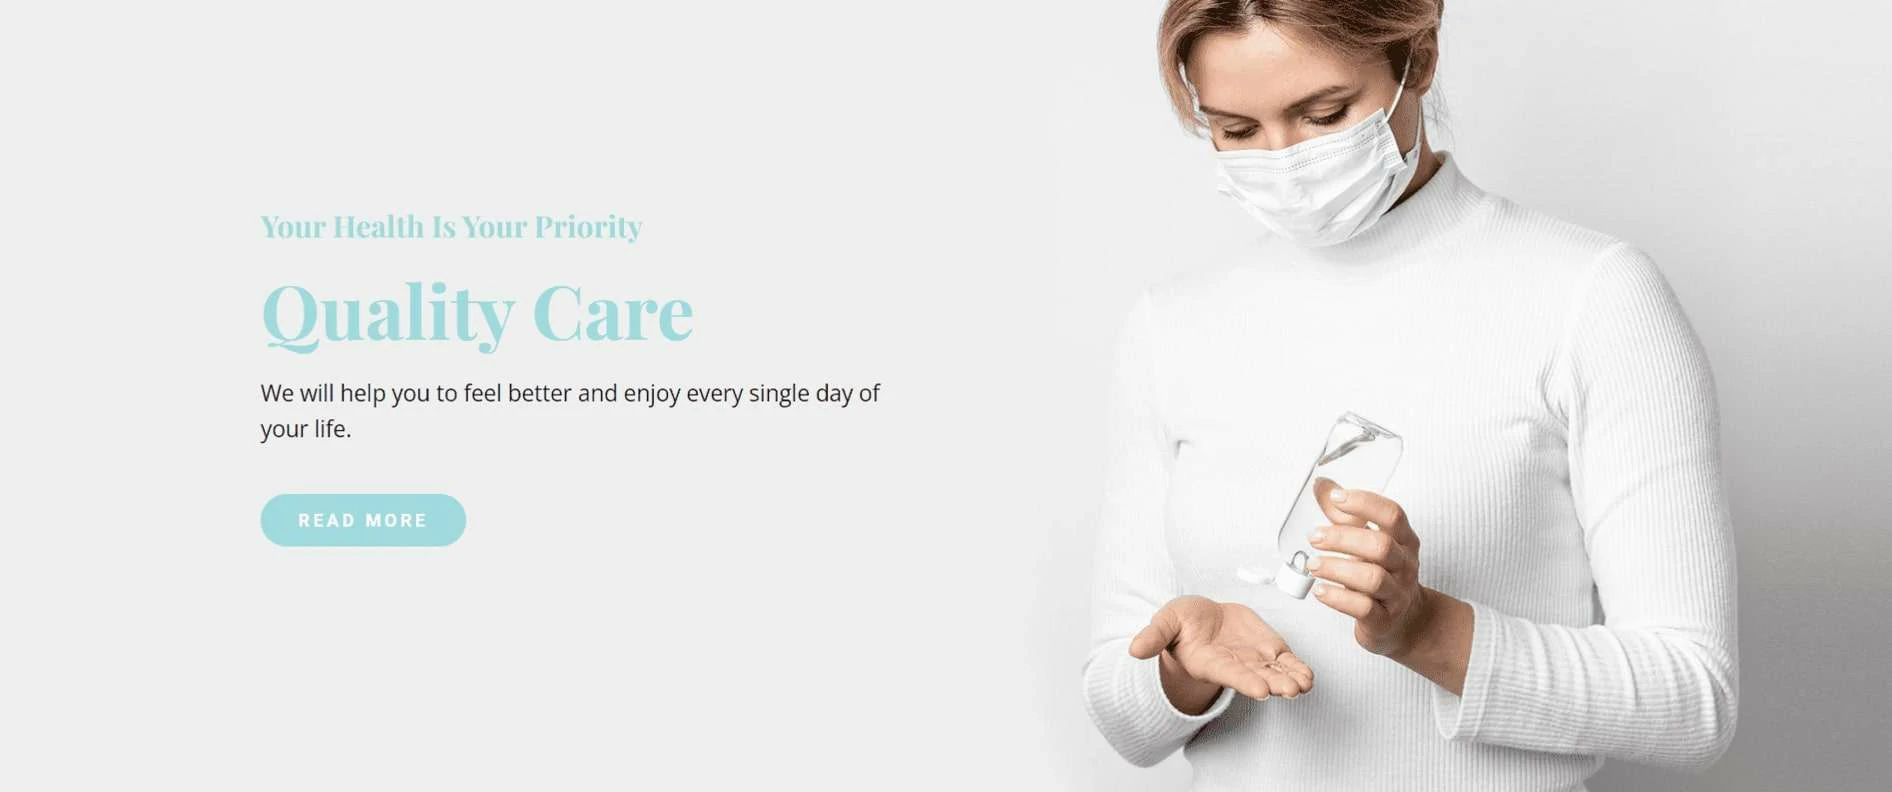 Your Health Is Your Priority
Quality Care
We will help you to feel better and enjoy every single day of
your life.
READ MORE